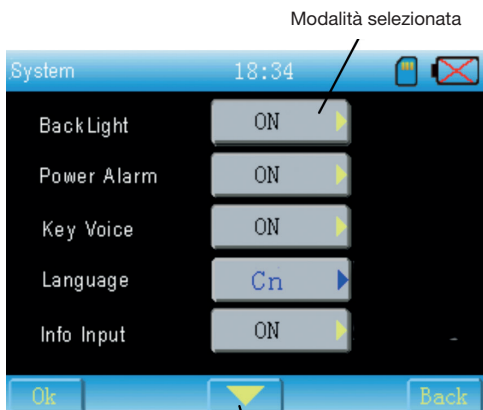 Modalità selezionata
System 18:34
BackLight ON
Power Alarm ON
Key Voice ON
Language Cn
Info Input ON
Ok Back